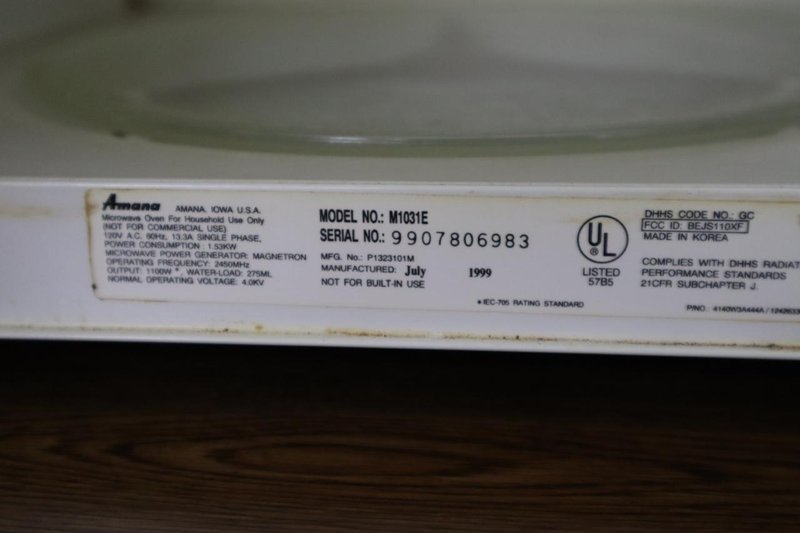 Amana AMANA, IOWA U.S.A.
Microwave Oven For Household Use Only
(NOT FOR COMMERCIAL USE)
120V A.C. 60Hz, 13.3A SINGLE PHASE,
POWER CONSUMPTION : 1.53KW
MICROWAVE POWER GENERATOR: MAGNETRON
OPERATING FREQUENCY: 2450MHz
OUTPUT: 1100W *, WATER-LOAD: 275ML
NORMAL OPERATING VOLTAGE: 4.0KV
MODEL NO.: M1031E
SERIAL NO.: 9907806983
MFG. No.: P1323101M
MANUFACTURED: July 1999
NOT FOR BUILT-IN USE
* IEC-705 RATING STANDARD
UL
LISTED
57B5
DHHS CODE NO.: GC
FCC ID: BEJS110XF
MADE IN KOREA
COMPLIES WITH DHHS RADIAT
PERFORMANCE STANDARDS
21CFR SUBCHAPTER J.
P/NO.: 4140W3A444A /